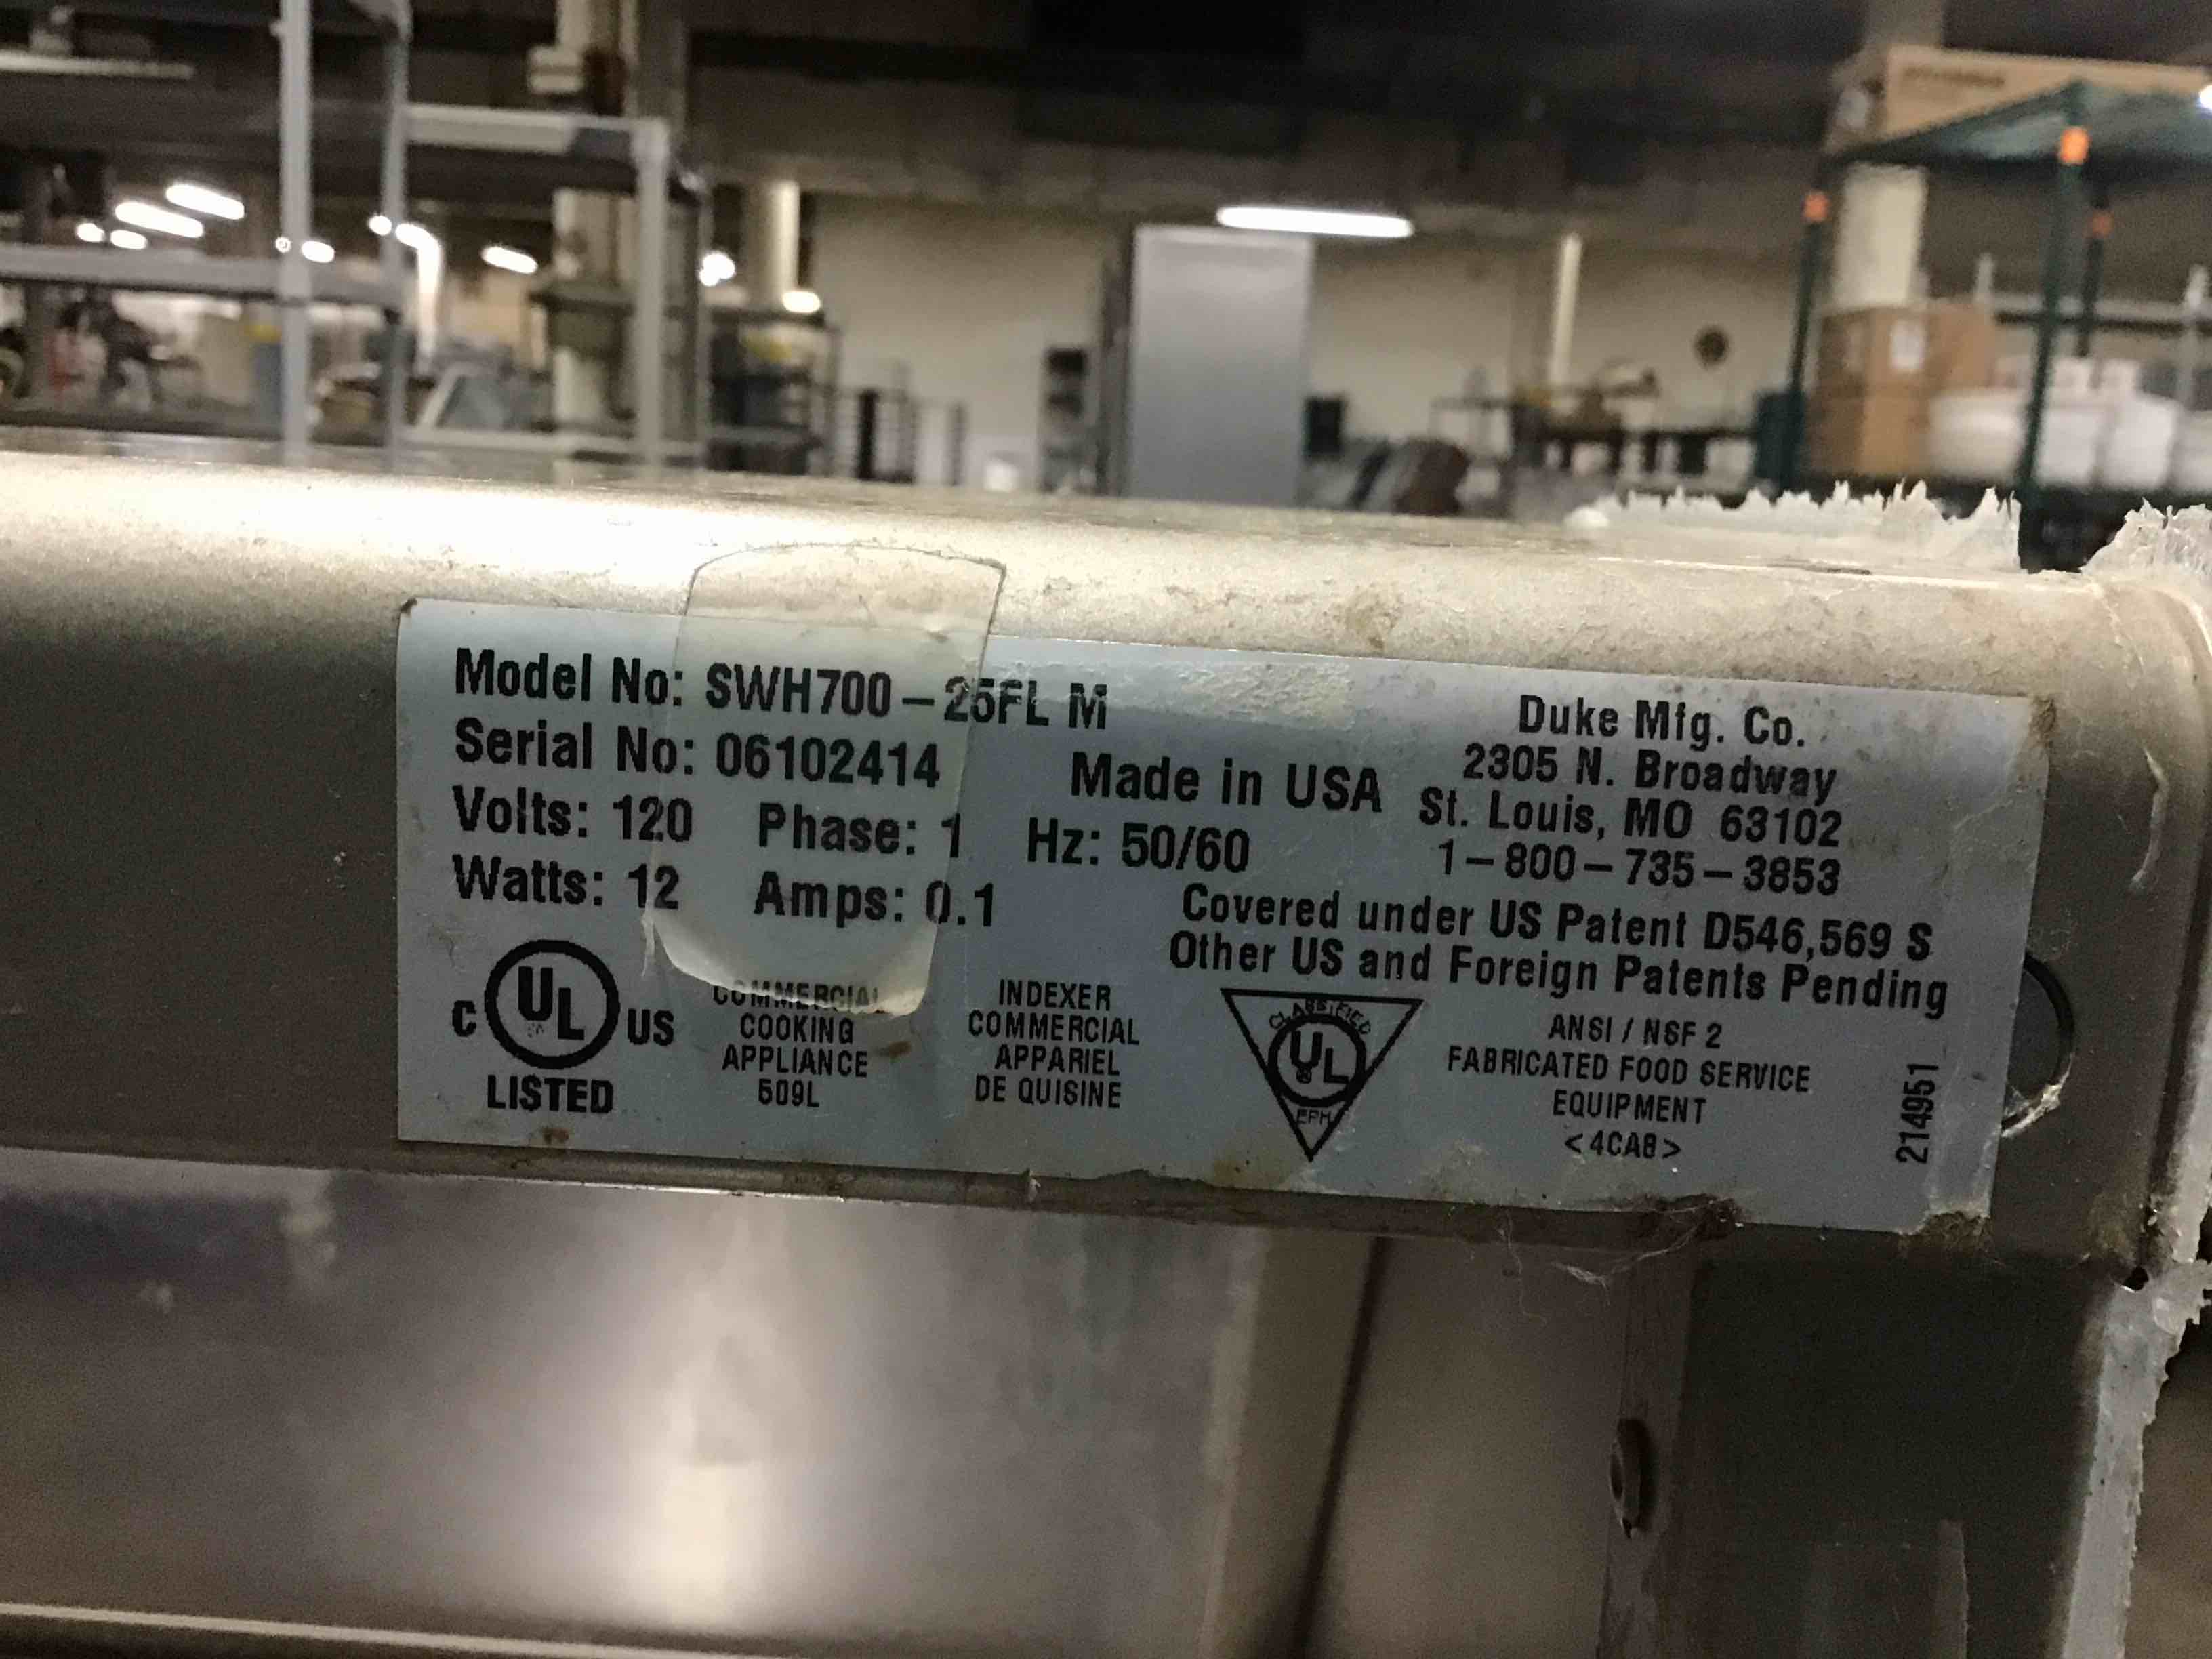 Model No: SWH700-25FL M
Serial No: 06102414
Made in USA
Volts: 120 Phase: 1 Hz: 50/60
Watts: 12 Amps: 0.1
Duke Mfg. Co.
2305 N. Broadway
St. Louis, MO 63102
1-800-735-3853
Covered under US Patent D546,569 S
Other US and Foreign Patents Pending
C UL US
LISTED
COMMERCIAL
COOKING
APPLIANCE
509L
INDEXER
COMMERCIAL
APPARIEL
DE QUISINE
CLASSIFIED
UL
EPH
ANSI / NSF 2
FABRICATED FOOD SERVICE
EQUIPMENT
<4CA8>
214951